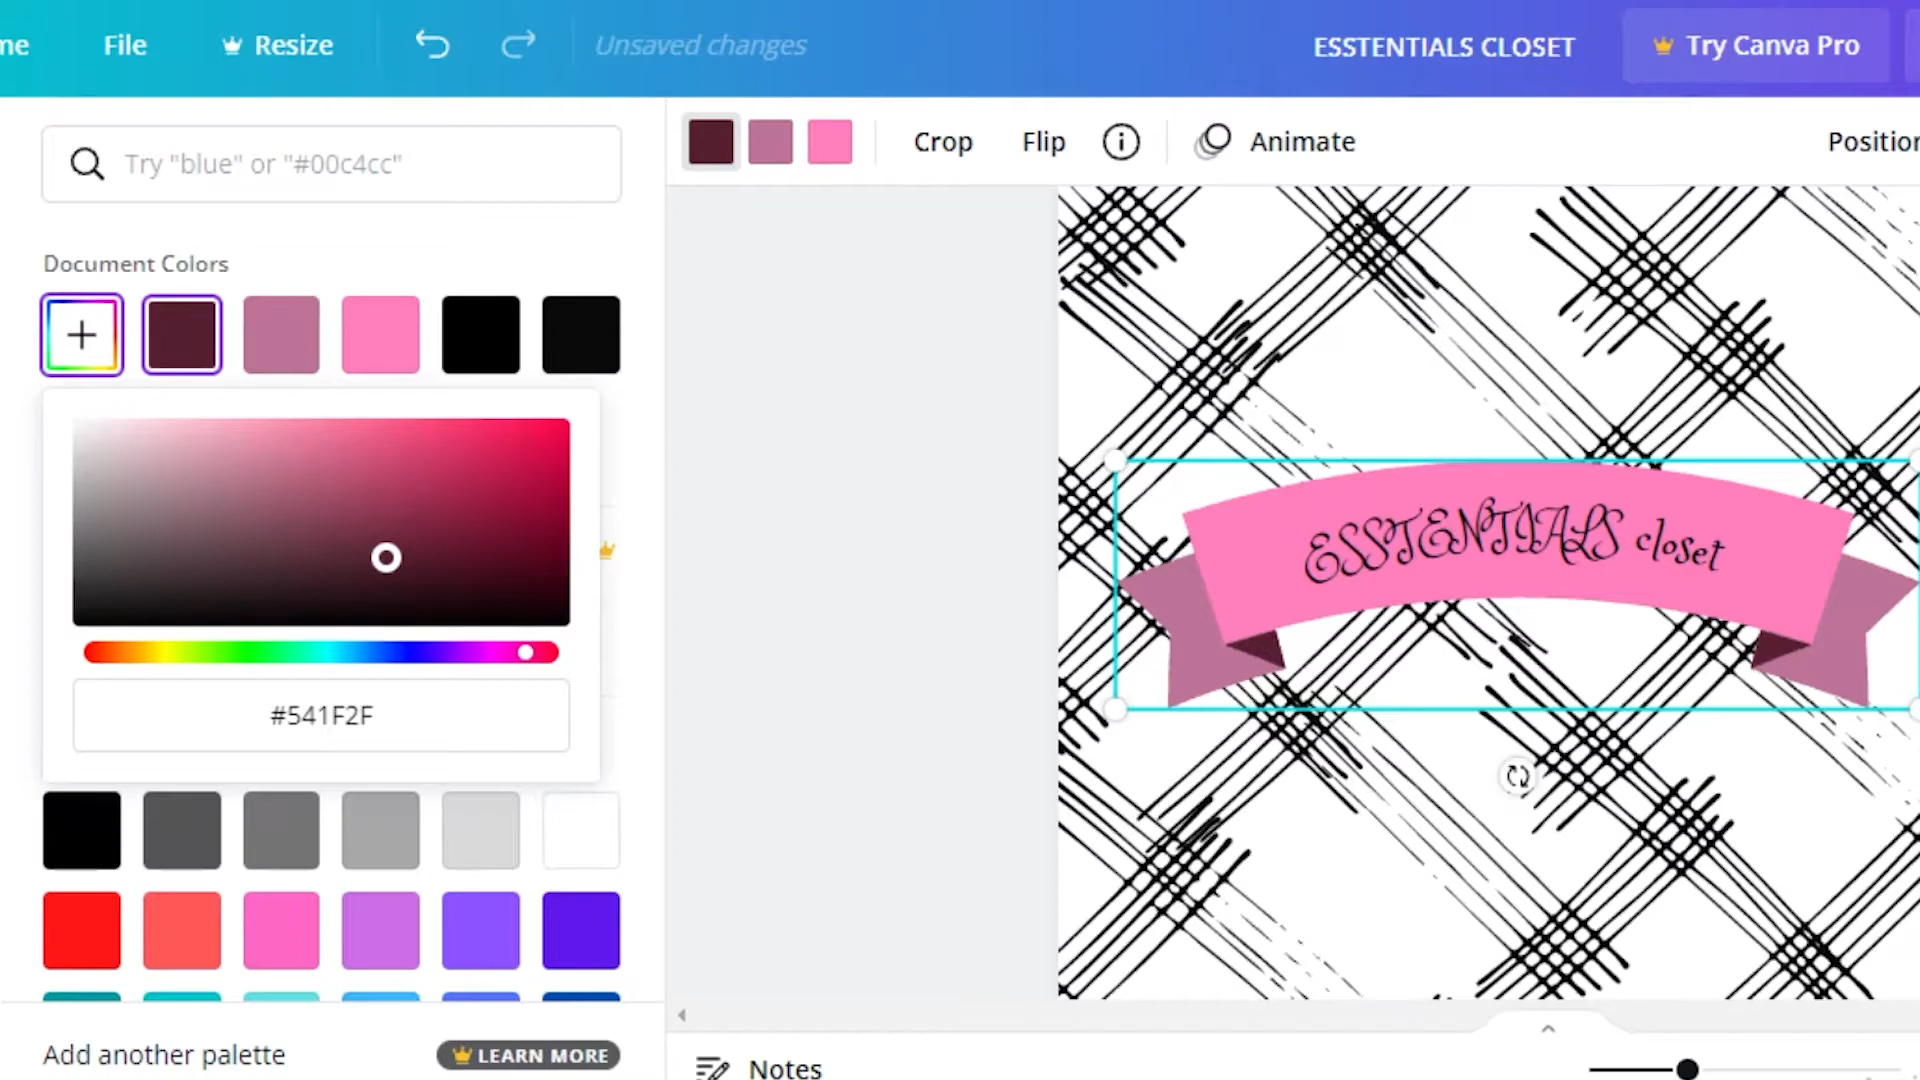 me File Resize Unsaved changes ESSTENTIALS CLOSET Try Canva Pro
Try "blue" or "#00c4cc"
Crop Flip Animate Position
Document Colors
ESSTENTIALS closet
#541F2F
Add another palette LEARN MORE
Notes